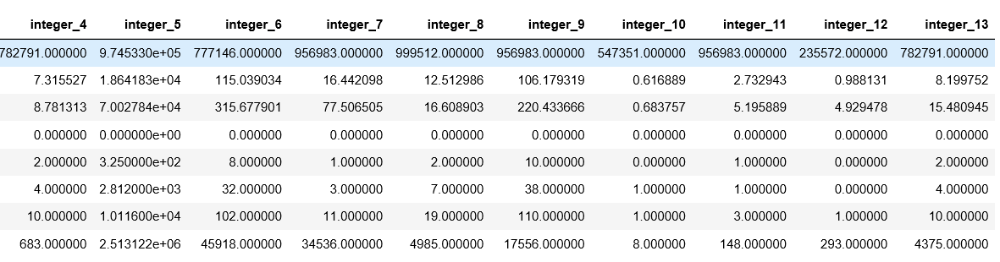 integer_4 integer_5 integer_6 integer_7 integer_8 integer_9 integer_10 integer_11 integer_12 integer_13
782791.000000 9.745330e+05 777146.000000 956983.000000 999512.000000 956983.000000 547351.000000 956983.000000 235572.000000 782791.000000
7.315527 1.864183e+04 115.039034 16.442098 12.512986 106.179319 0.616889 2.732943 0.988131 8.199752
8.781313 7.002784e+04 315.677901 77.506505 16.608903 220.433666 0.683757 5.195889 4.929478 15.480945
0.000000 0.000000e+00 0.000000 0.000000 0.000000 0.000000 0.000000 0.000000 0.000000 0.000000
2.000000 3.250000e+02 8.000000 1.000000 2.000000 10.000000 0.000000 1.000000 0.000000 2.000000
4.000000 2.812000e+03 32.000000 3.000000 7.000000 38.000000 1.000000 1.000000 0.000000 4.000000
10.000000 1.011600e+04 102.000000 11.000000 19.000000 110.000000 1.000000 3.000000 1.000000 10.000000
683.000000 2.513122e+06 45918.000000 34536.000000 4985.000000 17556.000000 8.000000 148.000000 293.000000 4375.000000